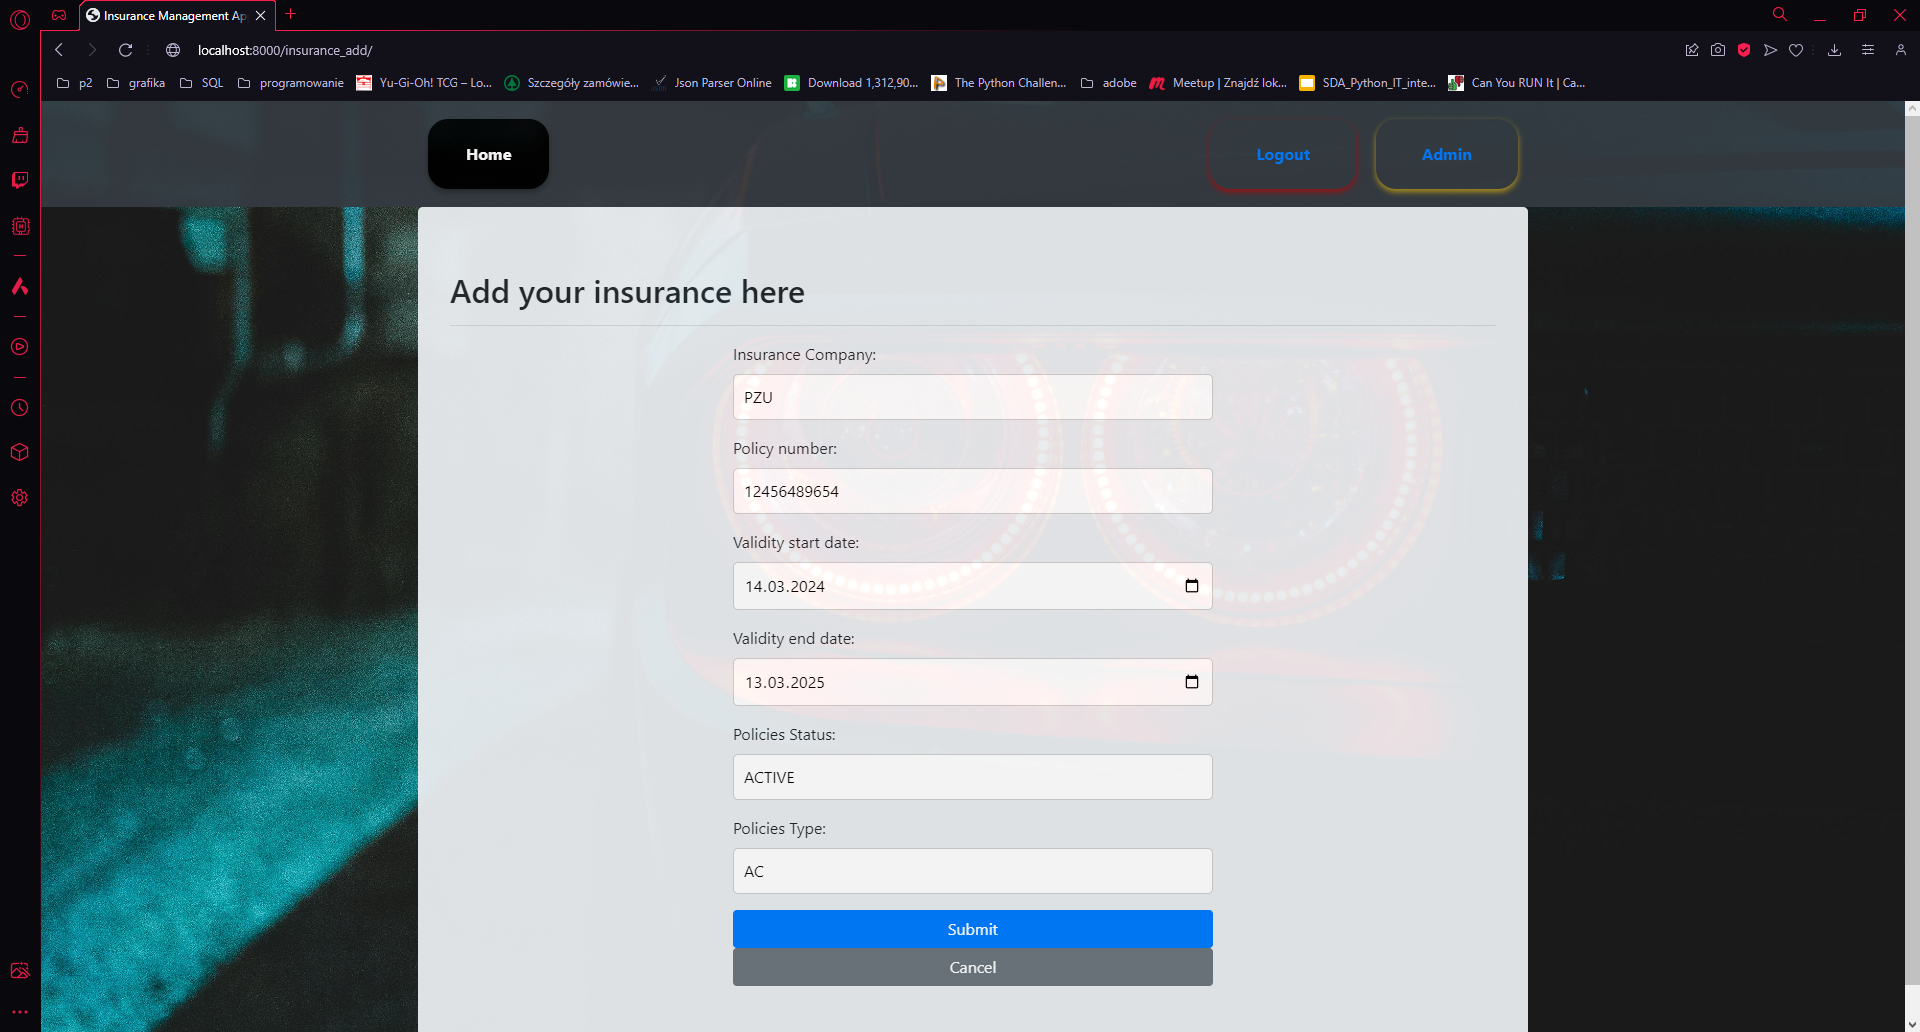 Insurance Management Ap
localhost:8000/insurance_add/
p2 grafika SQL programowanie Yu-Gi-Oh! TCG – Lo... Szczegóły zamówie... Json Parser Online Download 1,312,90... The Python Challen... adobe Meetup | Znajdź lok... SDA_Python_IT_inte... Can You RUN It | Ca...
Home Logout Admin
Add your insurance here
Insurance Company:
PZU
Policy number:
12456489654
Validity start date:
14.03.2024
Validity end date:
13.03.2025
Policies Status:
ACTIVE
Policies Type:
AC
Submit
Cancel